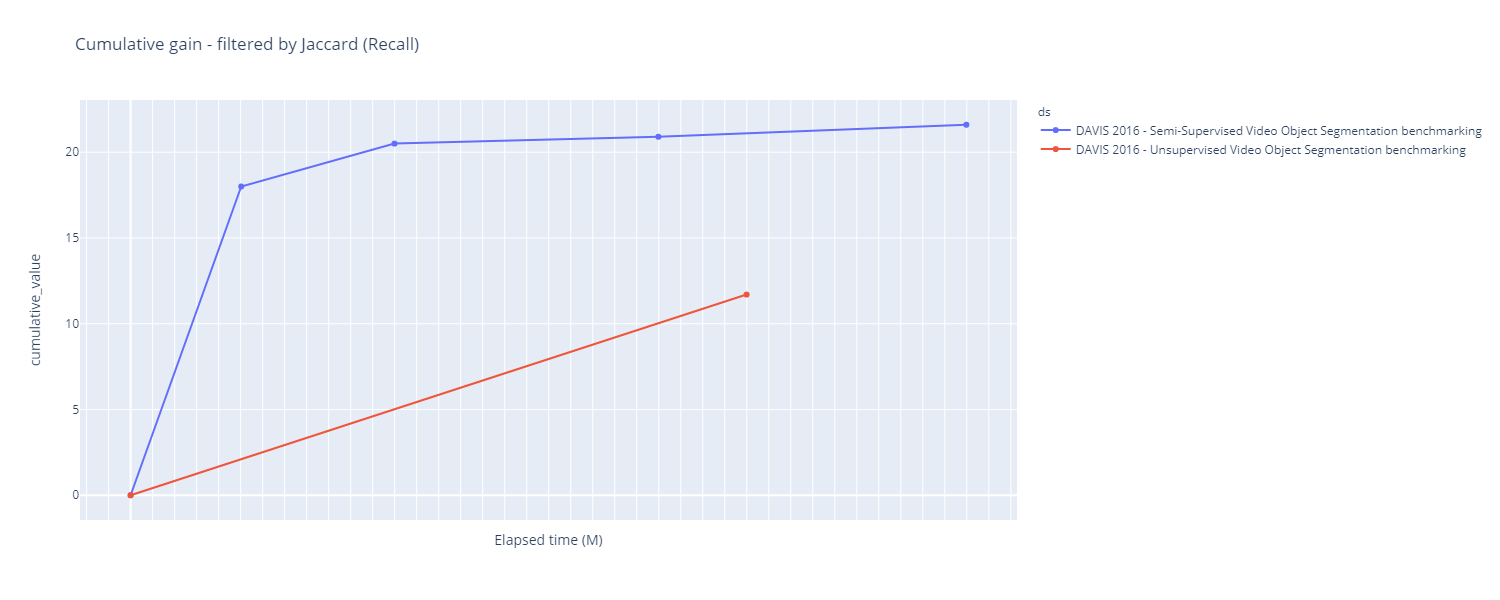 Cumulative gain - filtered by Jaccard (Recall)
ds
DAVIS 2016 - Semi-Supervised Video Object Segmentation benchmarking
DAVIS 2016 - Unsupervised Video Object Segmentation benchmarking
20
15
10
5
0
cumulative_value
Elapsed time (M)